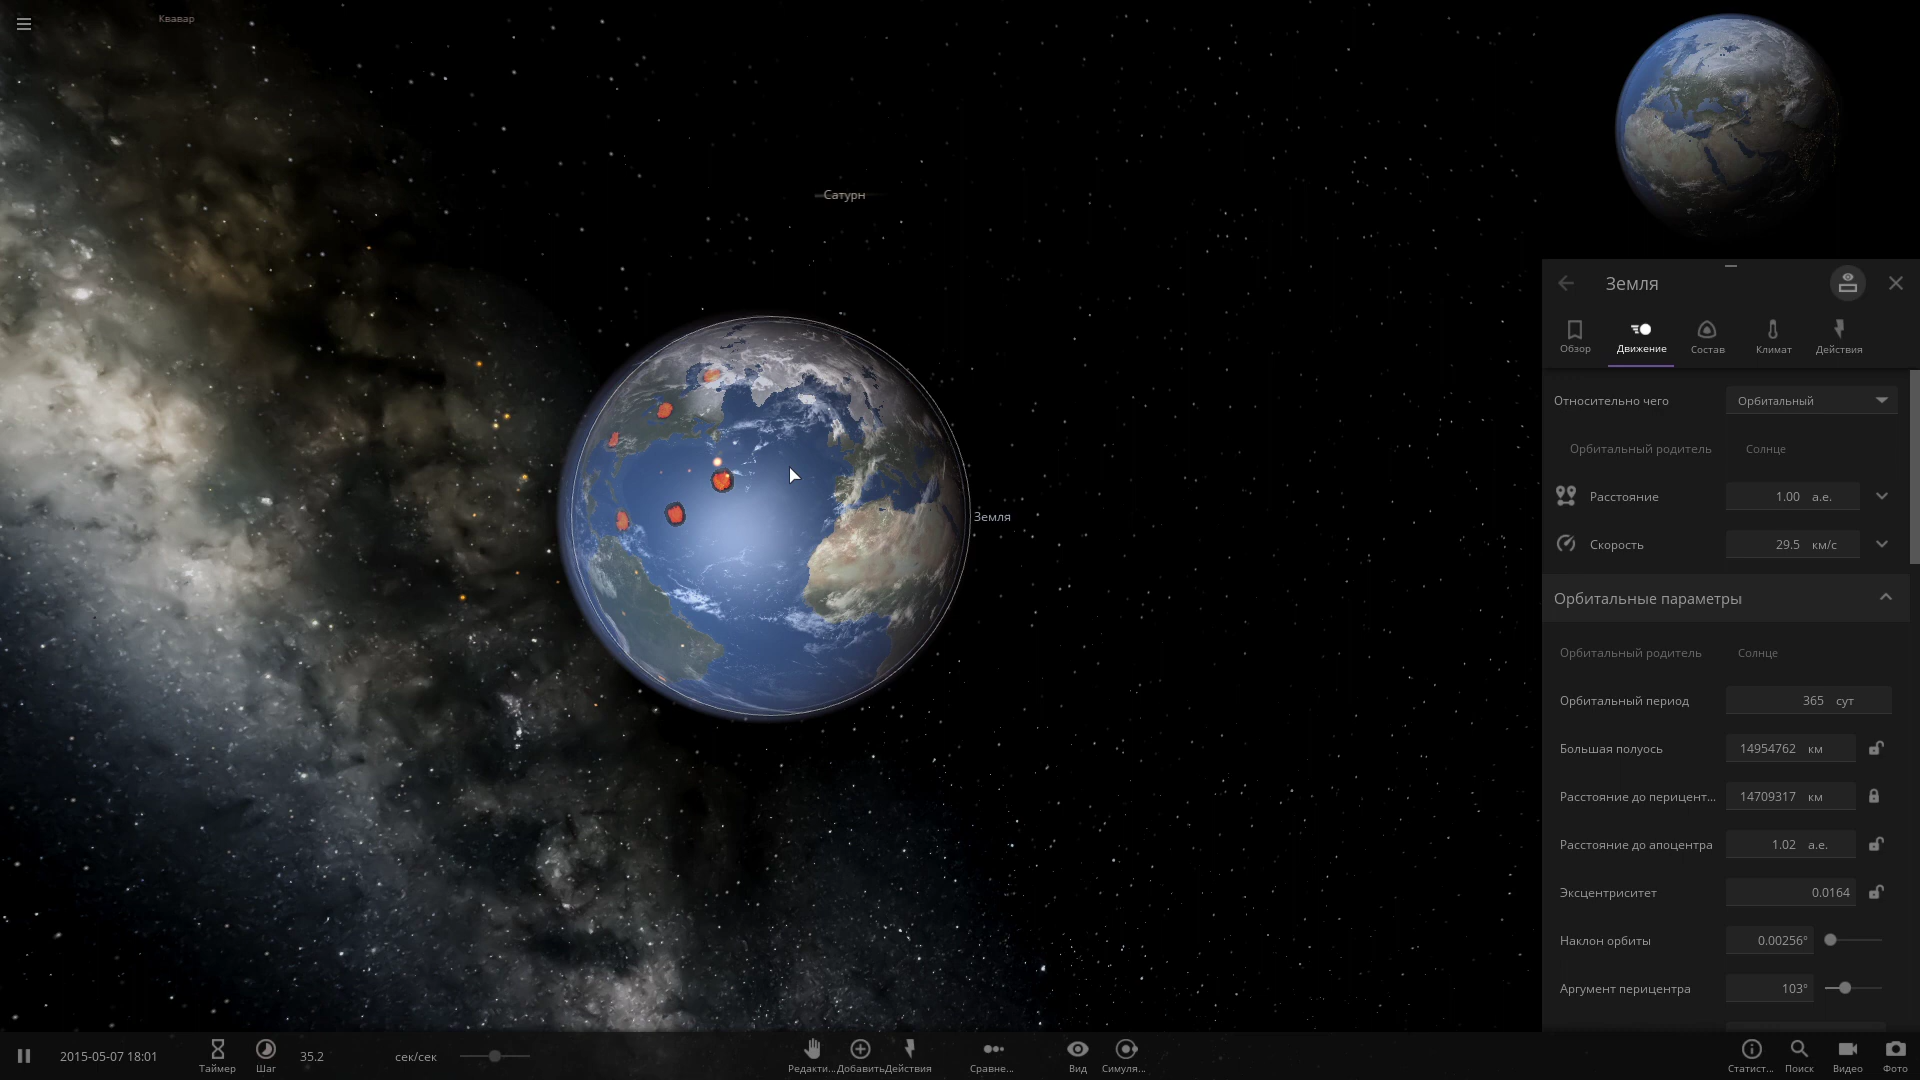 Квавар
Сатурн
Земля
Земля
Обзор
Движение
Состав
Климат
Действия
Относительно чего Орбитальный
Орбитальный родитель Солнце
Расстояние 1.00 а.е.
Скорость 29.5 км/с
Орбитальные параметры
Орбитальный родитель Солнце
Орбитальный период 365 сут
Большая полуось 14954762 км
Расстояние до перицент... 14709317 км
Расстояние до апоцентра 1.02 а.е.
Эксцентриситет 0.0164
Наклон орбиты 0.00256°
Аргумент перицентра 103°
2015-05-07 18:01
Таймер
Шаг
35.2 сек/сек
Редакти...
Добавить
Действия
Сравне...
Вид
Симуля...
Статист...
Поиск
Видео
Фото